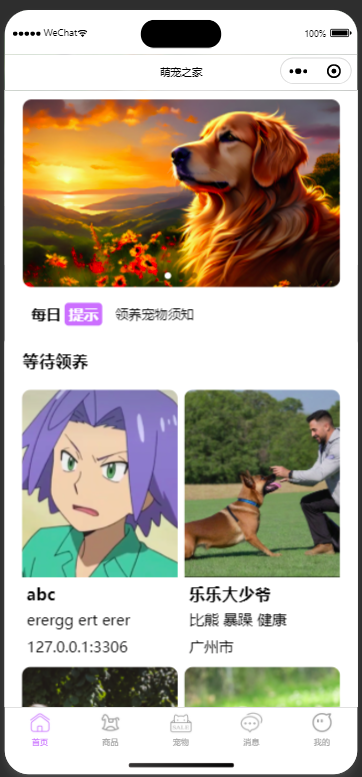 WeChat
100%
萌宠之家
每日 提示 领养宠物须知
等待领养
abc
erergg ert erer
127.0.0.1:3306
乐乐大少爷
比熊 暴躁 健康
广州市
SALE
首页 商品 宠物 消息 我的